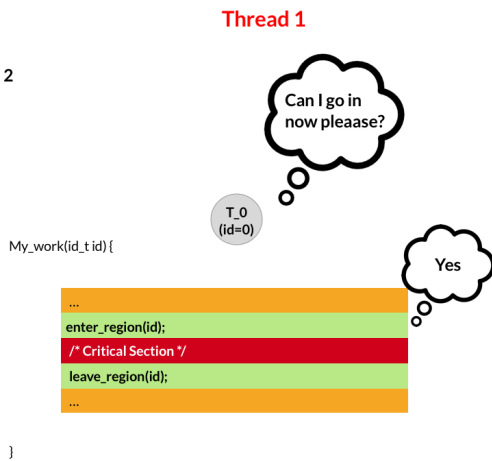 Thread 1
2
Can I go in
now pleaase?
T_0
(id=0)
My_work(id_t id) {
Yes
...
enter_region(id);
/* Critical Section */
leave_region(id);
...
}